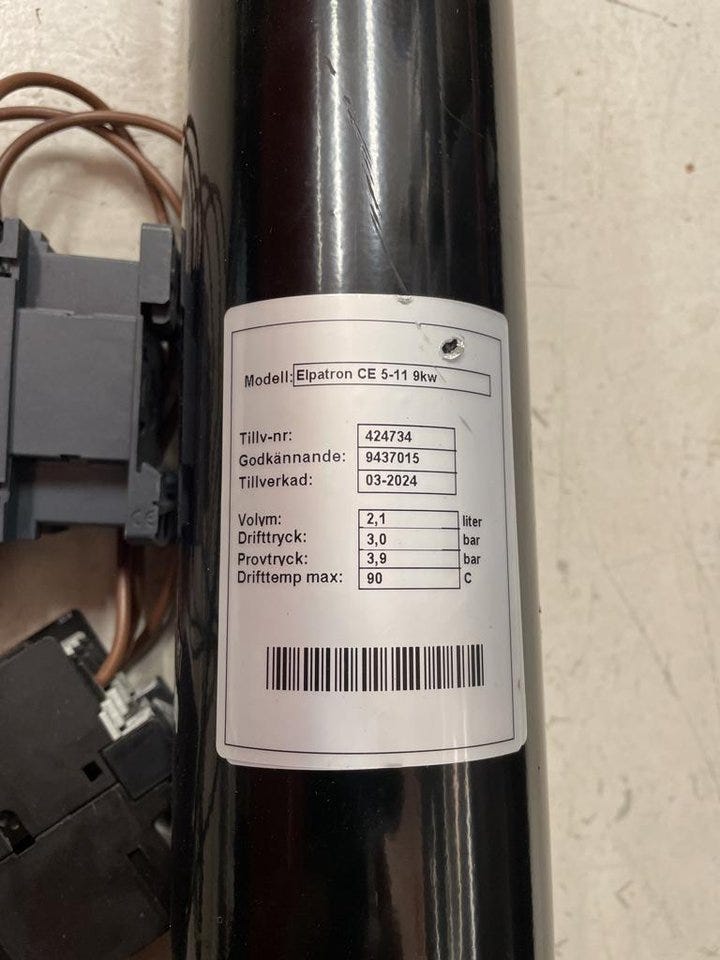 Modell: Elpatron CE 5-11 9kw
Tillv-nr: 424734
Godkännande: 9437015
Tillverkad: 03-2024
Volym: 2,1 liter
Drifttryck: 3,0 bar
Provtryck: 3,9 bar
Drifttemp max: 90 C
CE